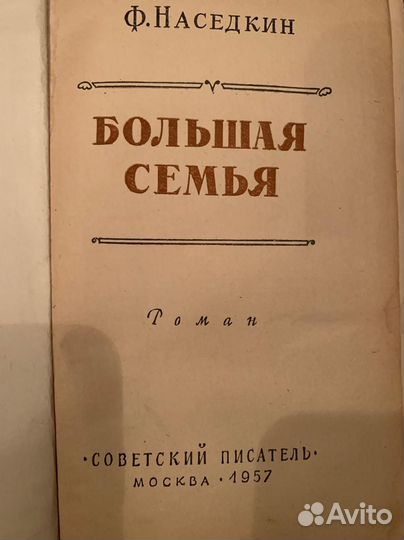 Ф. НАСЕДКИН
БОЛЬШАЯ
СЕМЬЯ
Роман
·СОВЕТСКИЙ ПИСАТЕЛЬ·
МОСКВА · 1957
Avito